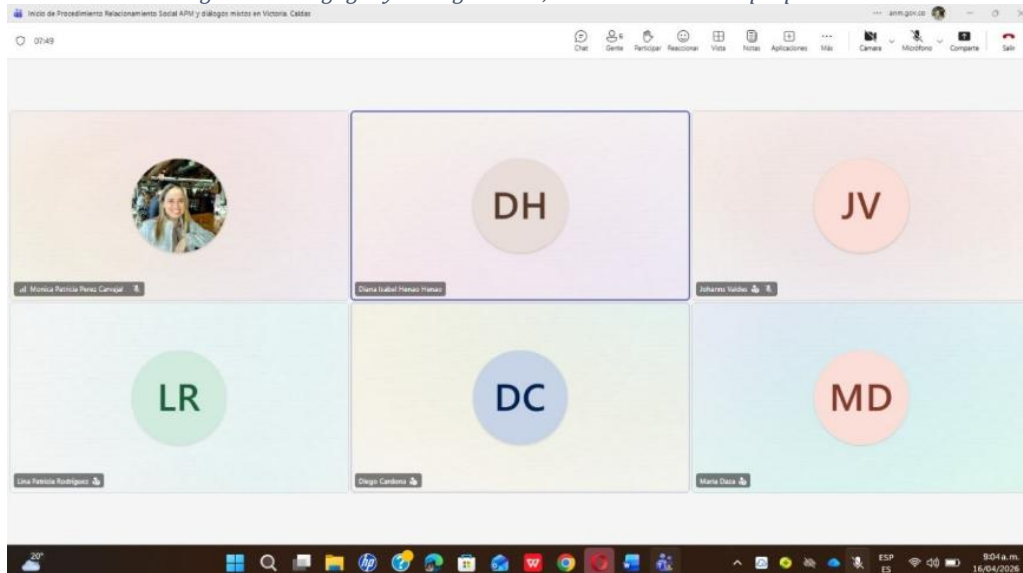 Inicio de Procedimiento Relacionamiento Social APM y diálogos mixtos en Victoria. Caldas
anm.gov.co
07:49
Chat
Gente 6
Participar
Reaccionar
Vista
Notas
Aplicaciones
Más
Cámara
Micrófono
Compartir
Salir
DH
JV
Monica Patricia Perez Carvajal
Diana Isabel Henao Henao
Johanns Valdes
LR
DC
MD
Lina Patricia Rodríguez
Diego Cardona
Maria Daza
20°
ESP
ES
9:04 a.m.
16/04/2026